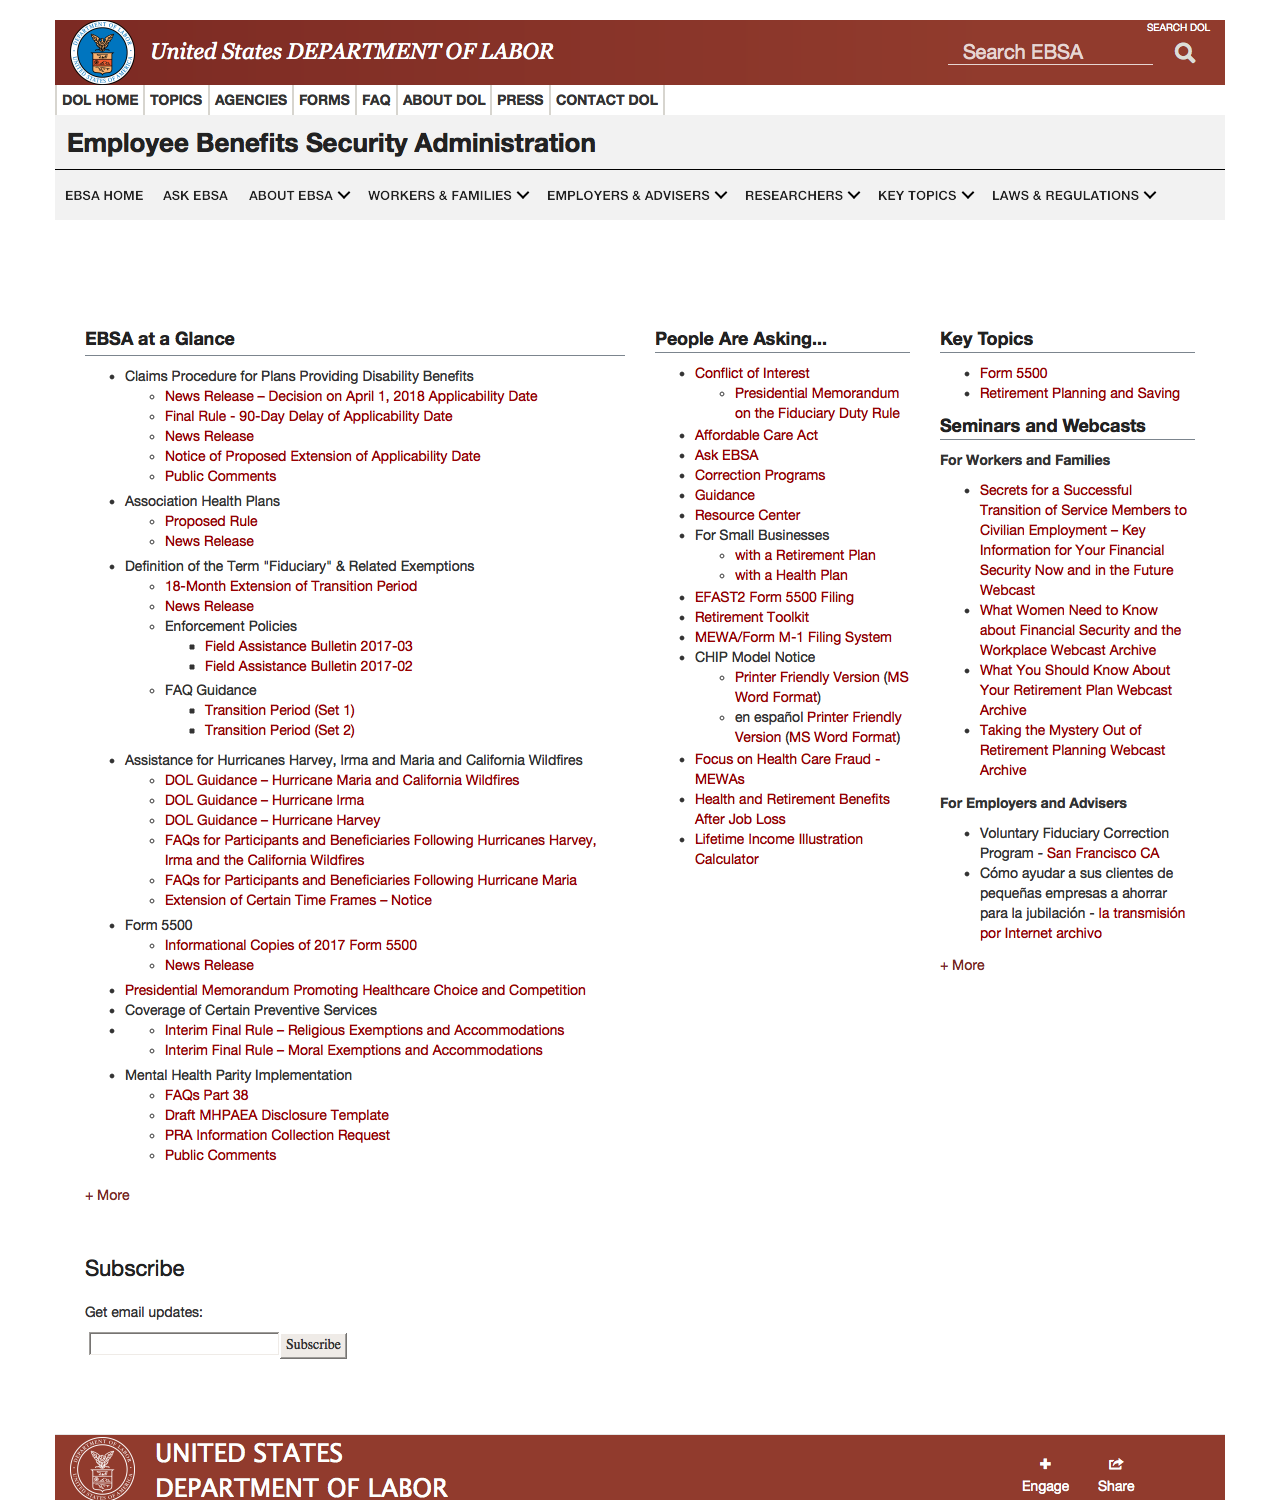 SEARCH DOL
United States DEPARTMENT OF LABOR
Search EBSA
DOL HOME TOPICS AGENCIES FORMS FAQ ABOUT DOL PRESS CONTACT DOL
Employee Benefits Security Administration
EBSA HOME ASK EBSA ABOUT EBSA WORKERS & FAMILIES EMPLOYERS & ADVISERS RESEARCHERS KEY TOPICS LAWS & REGULATIONS
EBSA at a Glance
Claims Procedure for Plans Providing Disability Benefits
News Release – Decision on April 1, 2018 Applicability Date
Final Rule - 90-Day Delay of Applicability Date
News Release
Notice of Proposed Extension of Applicability Date
Public Comments
Association Health Plans
Proposed Rule
News Release
Definition of the Term "Fiduciary" & Related Exemptions
18-Month Extension of Transition Period
News Release
Enforcement Policies
Field Assistance Bulletin 2017-03
Field Assistance Bulletin 2017-02
FAQ Guidance
Transition Period (Set 1)
Transition Period (Set 2)
Assistance for Hurricanes Harvey, Irma and Maria and California Wildfires
DOL Guidance – Hurricane Maria and California Wildfires
DOL Guidance – Hurricane Irma
DOL Guidance – Hurricane Harvey
FAQs for Participants and Beneficiaries Following Hurricanes Harvey,
Irma and the California Wildfires
FAQs for Participants and Beneficiaries Following Hurricane Maria
Extension of Certain Time Frames – Notice
Form 5500
Informational Copies of 2017 Form 5500
News Release
Presidential Memorandum Promoting Healthcare Choice and Competition
Coverage of Certain Preventive Services
Interim Final Rule – Religious Exemptions and Accommodations
Interim Final Rule – Moral Exemptions and Accommodations
Mental Health Parity Implementation
FAQs Part 38
Draft MHPAEA Disclosure Template
PRA Information Collection Request
Public Comments
+ More
People Are Asking...
Conflict of Interest
Presidential Memorandum
on the Fiduciary Duty Rule
Affordable Care Act
Ask EBSA
Correction Programs
Guidance
Resource Center
For Small Businesses
with a Retirement Plan
with a Health Plan
EFAST2 Form 5500 Filing
Retirement Toolkit
MEWA/Form M-1 Filing System
CHIP Model Notice
Printer Friendly Version (MS
Word Format)
en español Printer Friendly
Version (MS Word Format)
Focus on Health Care Fraud -
MEWAs
Health and Retirement Benefits
After Job Loss
Lifetime Income Illustration
Calculator
Key Topics
Form 5500
Retirement Planning and Saving
Seminars and Webcasts
For Workers and Families
Secrets for a Successful
Transition of Service Members to
Civilian Employment – Key
Information for Your Financial
Security Now and in the Future
Webcast
What Women Need to Know
about Financial Security and the
Workplace Webcast Archive
What You Should Know About
Your Retirement Plan Webcast
Archive
Taking the Mystery Out of
Retirement Planning Webcast
Archive
For Employers and Advisers
Voluntary Fiduciary Correction
Program - San Francisco CA
Cómo ayudar a sus clientes de
pequeñas empresas a ahorrar
para la jubilación - la transmisión
por Internet archivo
+ More
Subscribe
Get email updates:
Subscribe
UNITED STATES
DEPARTMENT OF LABOR
Engage Share